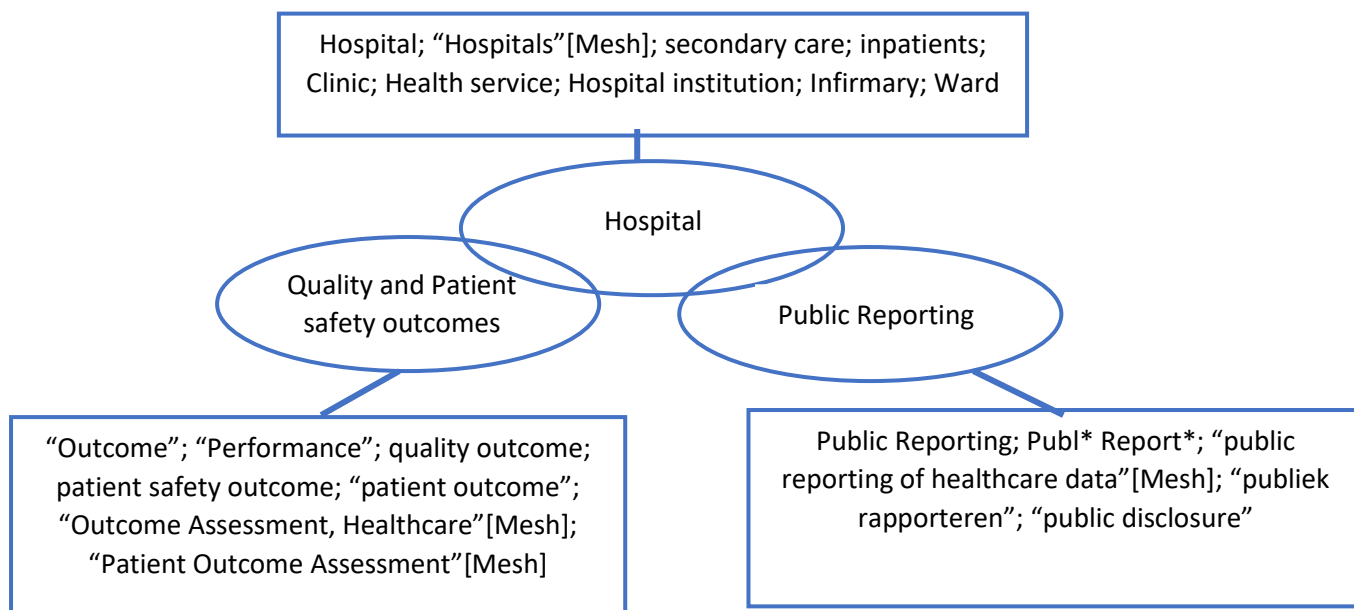 Hospital; “Hospitals”[Mesh]; secondary care; inpatients;
Clinic; Health service; Hospital institution; Infirmary; Ward
Hospital
Quality and Patient
safety outcomes
Public Reporting
“Outcome”; “Performance”; quality outcome;
patient safety outcome; “patient outcome”;
“Outcome Assessment, Healthcare”[Mesh];
“Patient Outcome Assessment”[Mesh]
Public Reporting; Publ* Report*; “public
reporting of healthcare data”[Mesh]; “publiek
rapporteren”; “public disclosure”